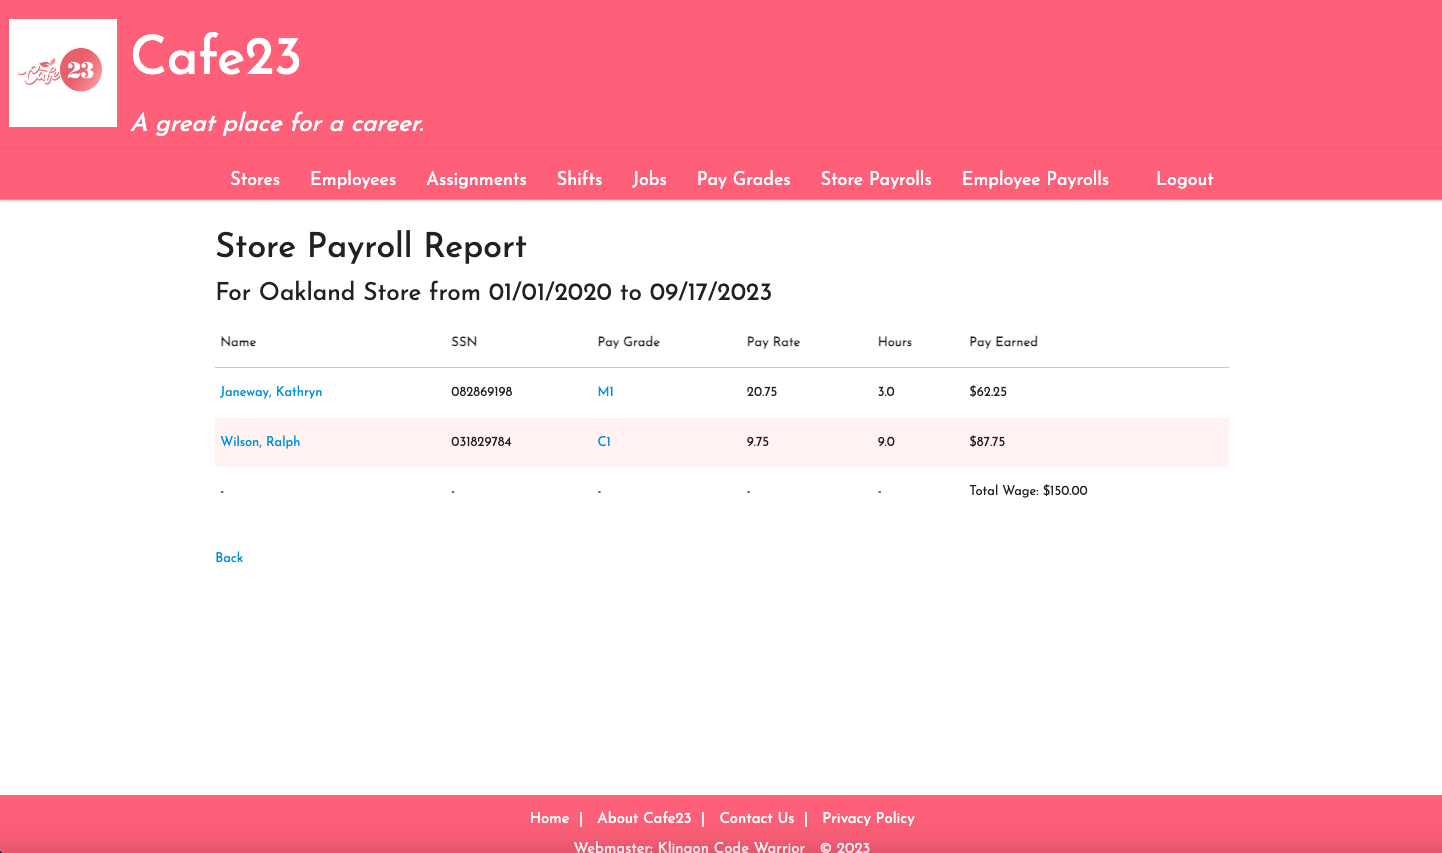 Cafe 23
Cafe23
A great place for a career.
Stores Employees Assignments Shifts Jobs Pay Grades Store Payrolls Employee Payrolls Logout
Store Payroll Report
For Oakland Store from 01/01/2020 to 09/17/2023
Name SSN Pay Grade Pay Rate Hours Pay Earned
Janeway, Kathryn 082869198 M1 20.75 3.0 $62.25
Wilson, Ralph 031829784 C1 9.75 9.0 $87.75
- - - - - Total Wage: $150.00
Back
Home | About Cafe23 | Contact Us | Privacy Policy
Webmaster: Klingon Code Warrior © 2023